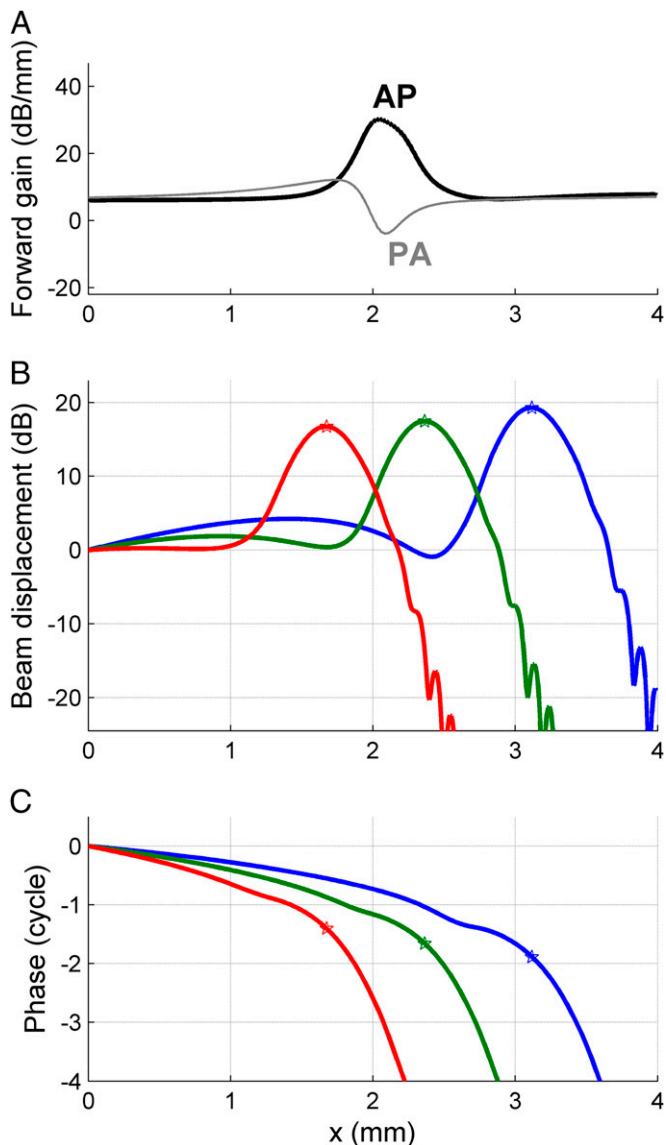 A
Forward gain (dB/mm)
40
20
0
-20
AP
PA
0 1 2 3 4
B
Beam displacement (dB)
20
10
0
-10
-20
0 1 2 3 4
C
Phase (cycle)
0
-1
-2
-3
-4
0 1 2 3 4
x (mm)